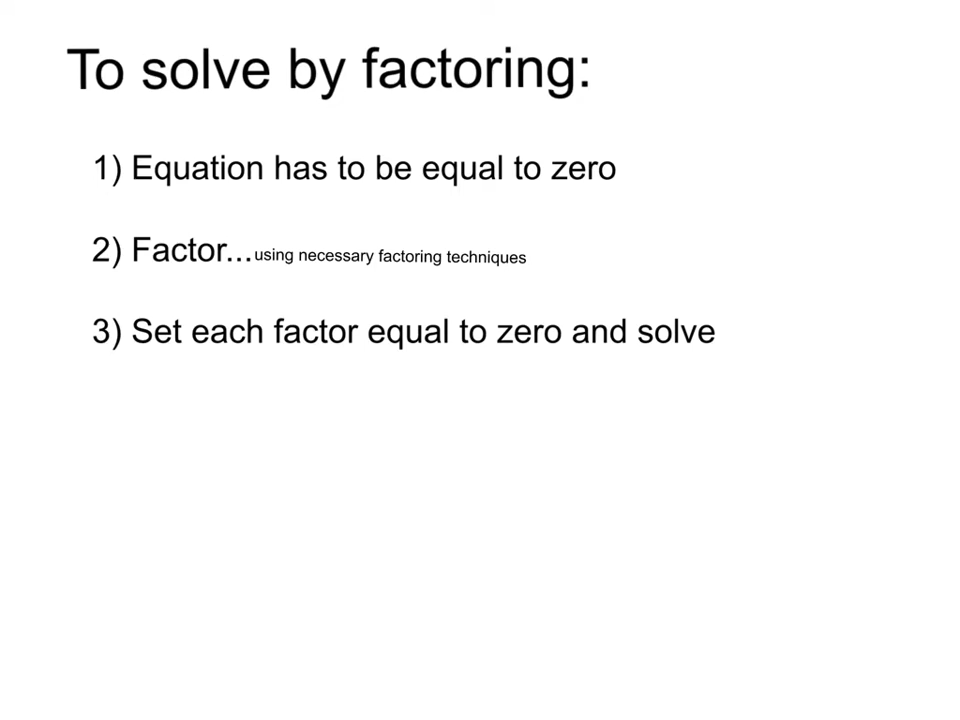 To solve by factoring:
1) Equation has to be equal to zero
2) Factor...using necessary factoring techniques
3) Set each factor equal to zero and solve